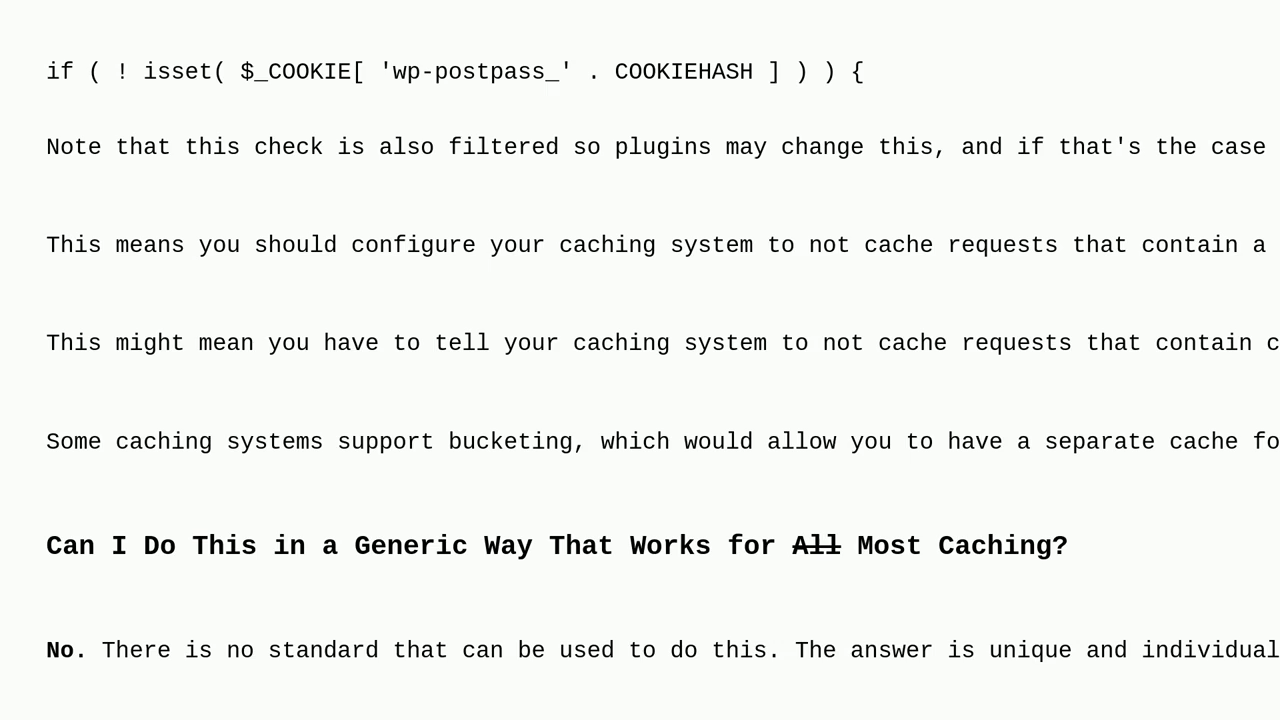 if ( ! isset( $_COOKIE[ 'wp-postpass_' . COOKIEHASH ] ) ) {
Note that this check is also filtered so plugins may change this, and if that's the case
This means you should configure your caching system to not cache requests that contain a
This might mean you have to tell your caching system to not cache requests that contain c
Some caching systems support bucketing, which would allow you to have a separate cache fo
Can I Do This in a Generic Way That Works for All Most Caching?
No. There is no standard that can be used to do this. The answer is unique and individual